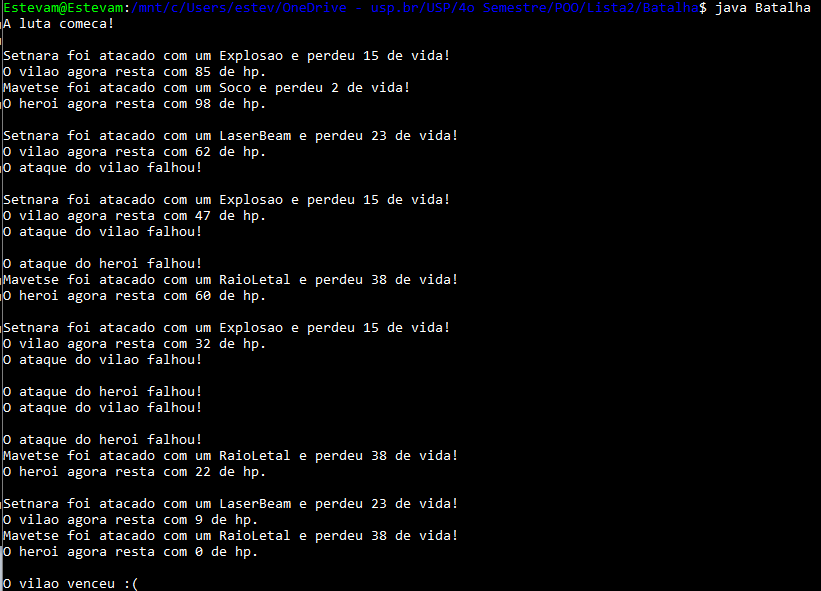 Estevam@Estevam:/mnt/c/Users/estev/OneDrive - usp.br/USP/4o Semestre/POO/Lista2/Batalha$ java Batalha
A luta comeca!
Setnara foi atacado com um Explosao e perdeu 15 de vida!
O vilao agora resta com 85 de hp.
Mavetse foi atacado com um Soco e perdeu 2 de vida!
O heroi agora resta com 98 de hp.
Setnara foi atacado com um LaserBeam e perdeu 23 de vida!
O vilao agora resta com 62 de hp.
O ataque do vilao falhou!
Setnara foi atacado com um Explosao e perdeu 15 de vida!
O vilao agora resta com 47 de hp.
O ataque do vilao falhou!
O ataque do heroi falhou!
Mavetse foi atacado com um RaioLetal e perdeu 38 de vida!
O heroi agora resta com 60 de hp.
Setnara foi atacado com um Explosao e perdeu 15 de vida!
O vilao agora resta com 32 de hp.
O ataque do vilao falhou!
O ataque do heroi falhou!
O ataque do vilao falhou!
O ataque do heroi falhou!
Mavetse foi atacado com um RaioLetal e perdeu 38 de vida!
O heroi agora resta com 22 de hp.
Setnara foi atacado com um LaserBeam e perdeu 23 de vida!
O vilao agora resta com 9 de hp.
Mavetse foi atacado com um RaioLetal e perdeu 38 de vida!
O heroi agora resta com 0 de hp.
O vilao venceu :(